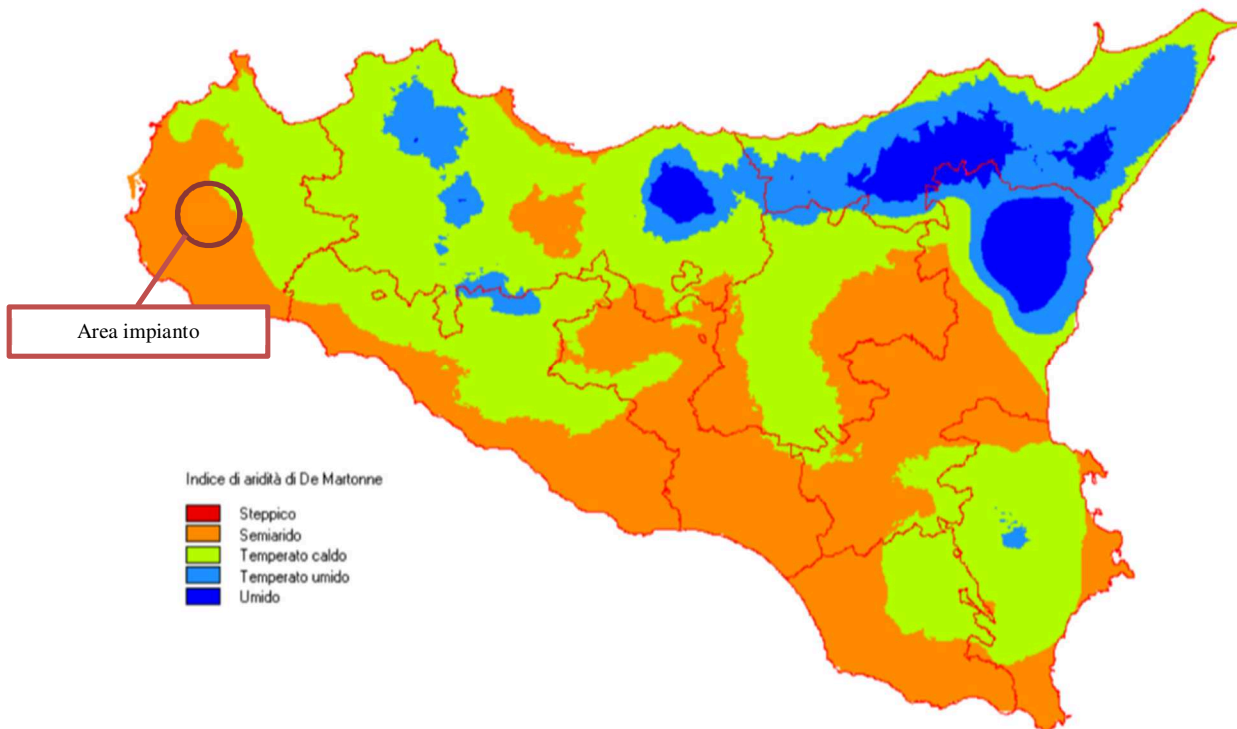 Area impianto
Indice di aridità di De Martonne
Steppico
Semiarido
Temperato caldo
Temperato umido
Umido